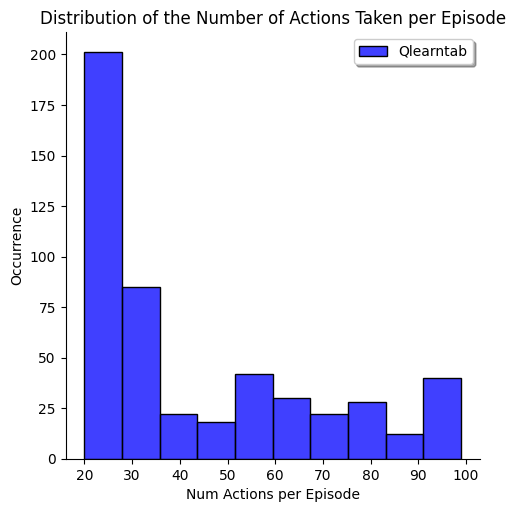 Distribution of the Number of Actions Taken per Episode
Qlearntab
200
175
150
125
100
75
50
25
0
Occurrence
20 30 40 50 60 70 80 90 100
Num Actions per Episode